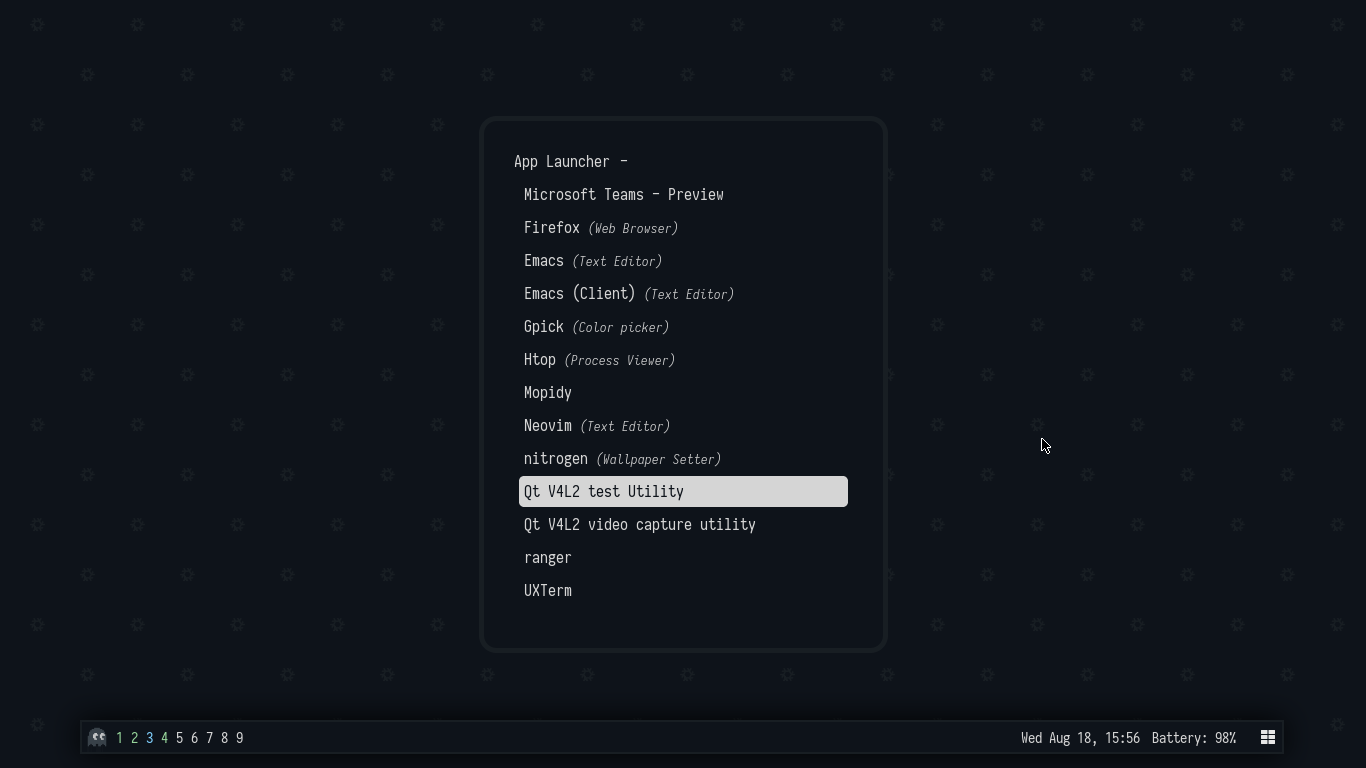 App Launcher -
Microsoft Teams - Preview
Firefox (Web Browser)
Emacs (Text Editor)
Emacs (Client) (Text Editor)
Gpick (Color picker)
Htop (Process Viewer)
Mopidy
Neovim (Text Editor)
nitrogen (Wallpaper Setter)
Qt V4L2 test Utility
Qt V4L2 video capture utility
ranger
UXTerm
1 2 3 4 5 6 7 8 9
Wed Aug 18, 15:56 Battery: 98%